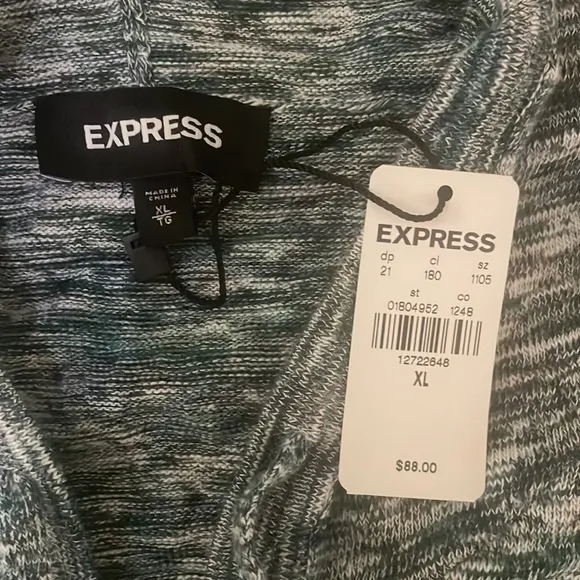 EXPRESS
MADE IN
CHINA
XL
TG
EXPRESS
dp cl sz
21 180 1105
st co
01804952 1248
12722648
XL
$88.00